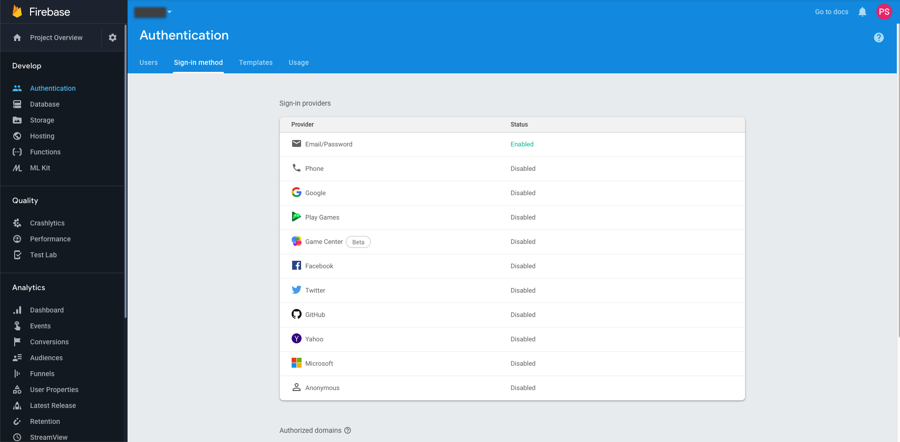 Firebase
Project Overview
Develop
Authentication
Database
Storage
Hosting
Functions
ML Kit
Quality
Crashlytics
Performance
Test Lab
Analytics
Dashboard
Events
Conversions
Audiences
Funnels
User Properties
Latest Release
Retention
StreamView
Go to docs
PS
Authentication
?
Users Sign-in method Templates Usage
Sign-in providers
Provider Status
Email/Password Enabled
Phone Disabled
Google Disabled
Play Games Disabled
Game Center Beta Disabled
Facebook Disabled
Twitter Disabled
GitHub Disabled
Yahoo Disabled
Microsoft Disabled
Anonymous Disabled
Authorized domains ?